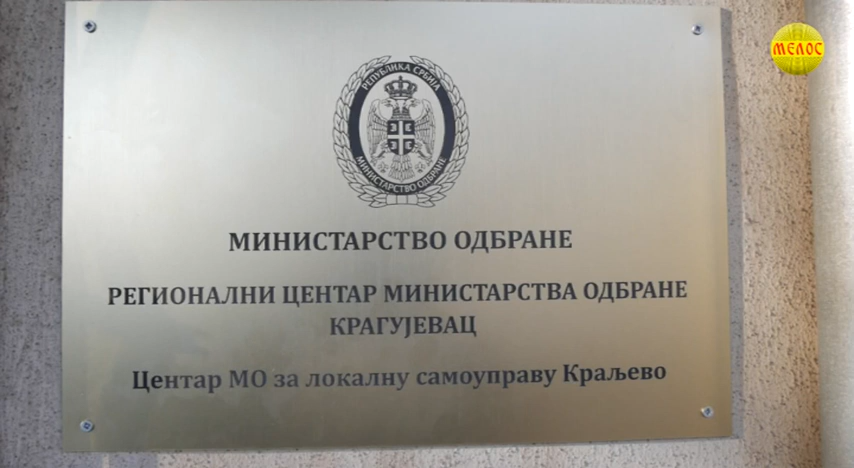 МЕЛОС
РЕПУБЛИКА СРБИЈА
МИНИСТАРСТВО ОДБРАНЕ
МИНИСТАРСТВО ОДБРАНЕ
РЕГИОНАЛНИ ЦЕНТАР МИНИСТАРСТВА ОДБРАНЕ
КРАГУЈЕВАЦ
Центар МО за локалну самоуправу Краљево